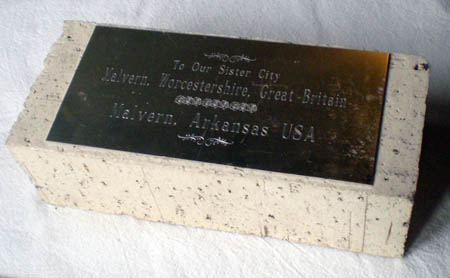 To Our Sister City
Malvern, Worcestershire, Great-Britain
Malvern, Arkansas USA